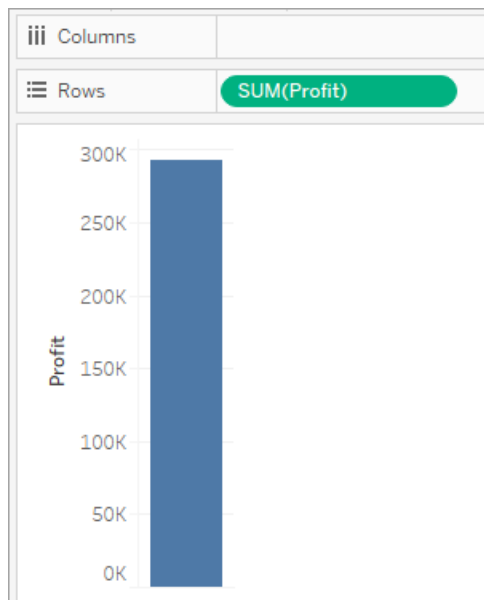 Columns
Rows
SUM(Profit)
300K
250K
200K
Profit
150K
100K
50K
0K